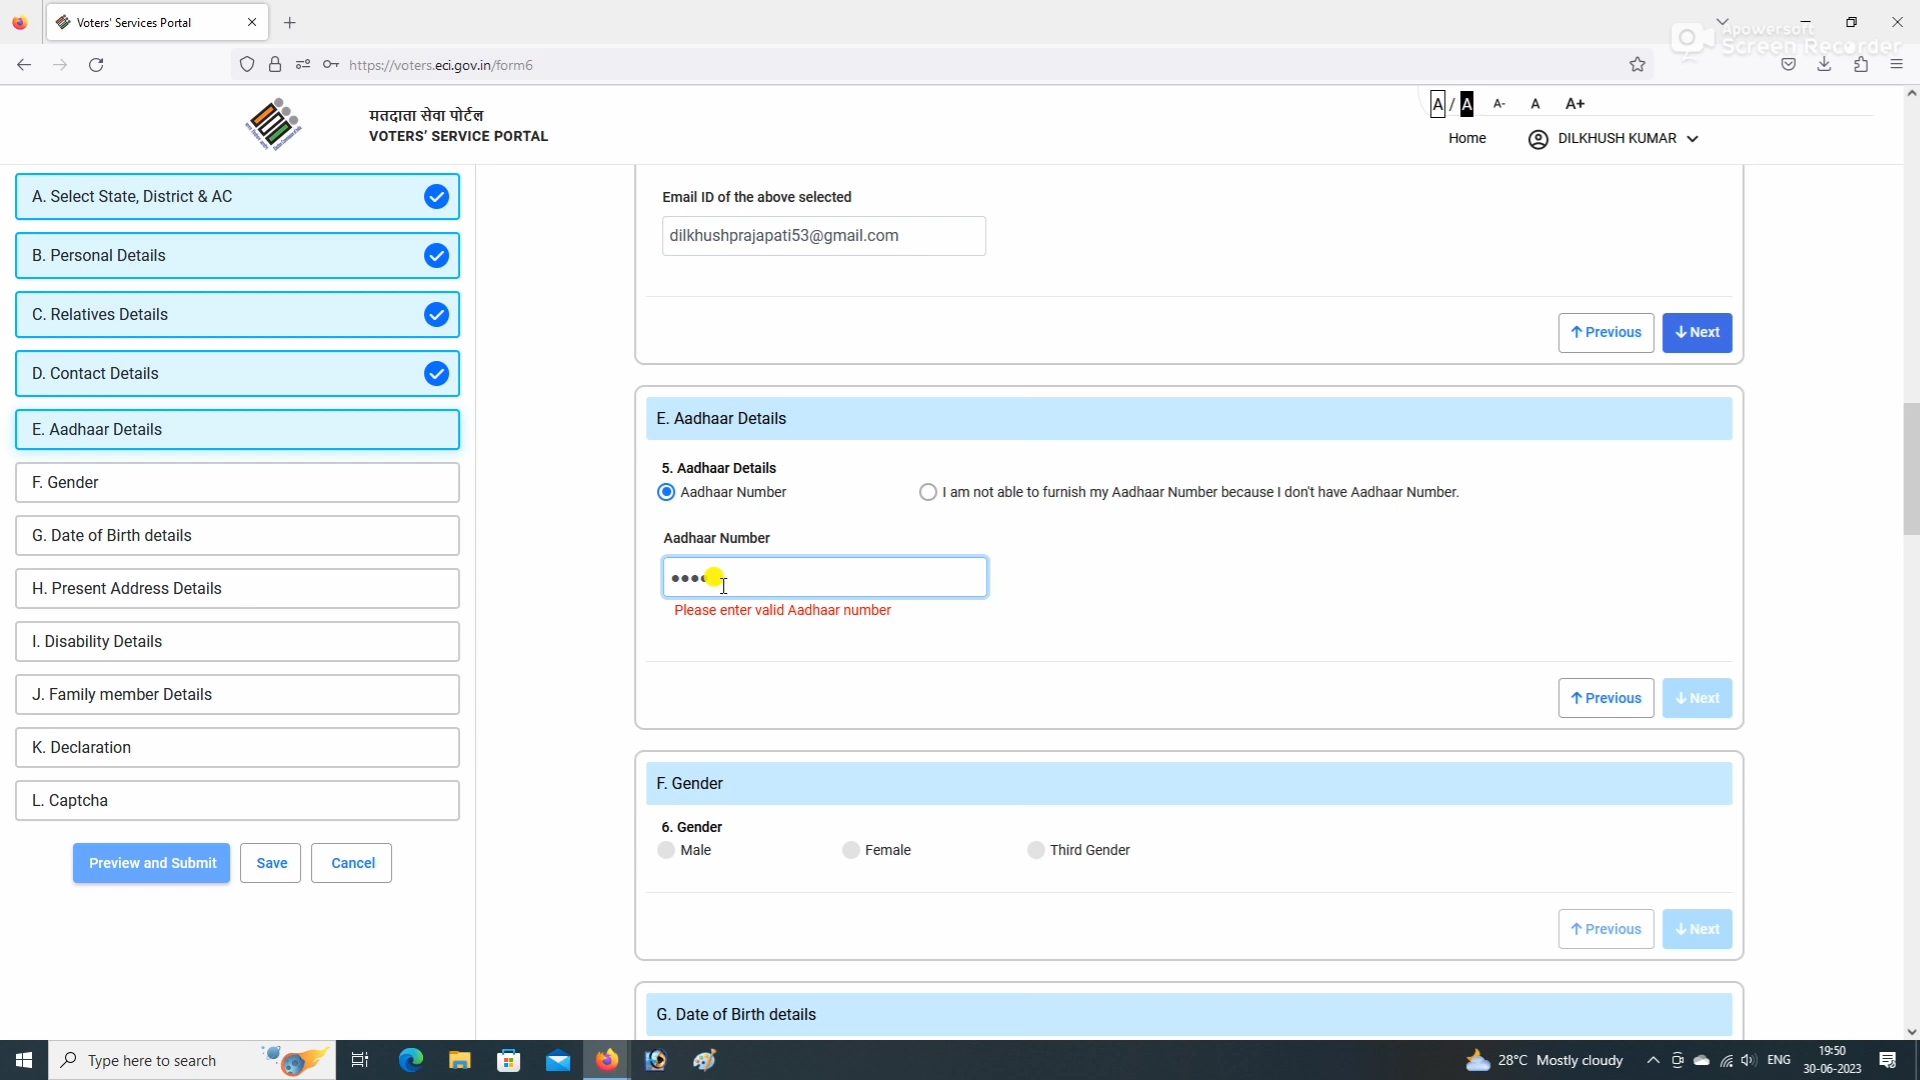 Voters' Services Portal
Apowersoft
Screen Recorder
https://voters.eci.gov.in/form6
मतदाता सेवा पोर्टल
VOTERS' SERVICE PORTAL
A / A A- A A+
Home
DILKHUSH KUMAR
A. Select State, District & AC
B. Personal Details
C. Relatives Details
D. Contact Details
E. Aadhaar Details
F. Gender
G. Date of Birth details
H. Present Address Details
I. Disability Details
J. Family member Details
K. Declaration
L. Captcha
Preview and Submit
Save
Cancel
Email ID of the above selected
dilkhushprajapati53@gmail.com
Previous
Next
E. Aadhaar Details
5. Aadhaar Details
Aadhaar Number
I am not able to furnish my Aadhaar Number because I don't have Aadhaar Number.
Aadhaar Number
Please enter valid Aadhaar number
Previous
Next
F. Gender
6. Gender
Male
Female
Third Gender
Previous
Next
G. Date of Birth details
Type here to search
28°C Mostly cloudy
ENG
19:50
30-06-2023